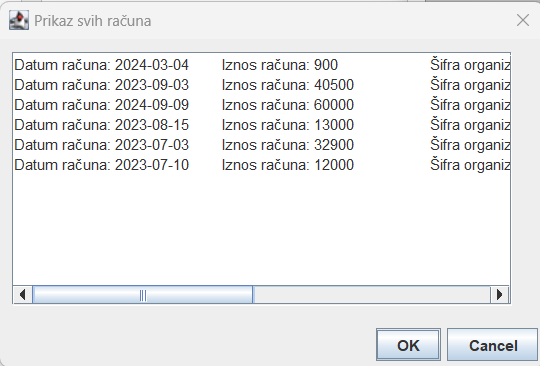 Prikaz svih računa
Datum računa: 2024-03-04 Iznos računa: 900 Šifra organiz
Datum računa: 2023-09-03 Iznos računa: 40500 Šifra organiz
Datum računa: 2024-09-09 Iznos računa: 60000 Šifra organiz
Datum računa: 2023-08-15 Iznos računa: 13000 Šifra organiz
Datum računa: 2023-07-03 Iznos računa: 32900 Šifra organiz
Datum računa: 2023-07-10 Iznos računa: 12000 Šifra organiz
OK Cancel